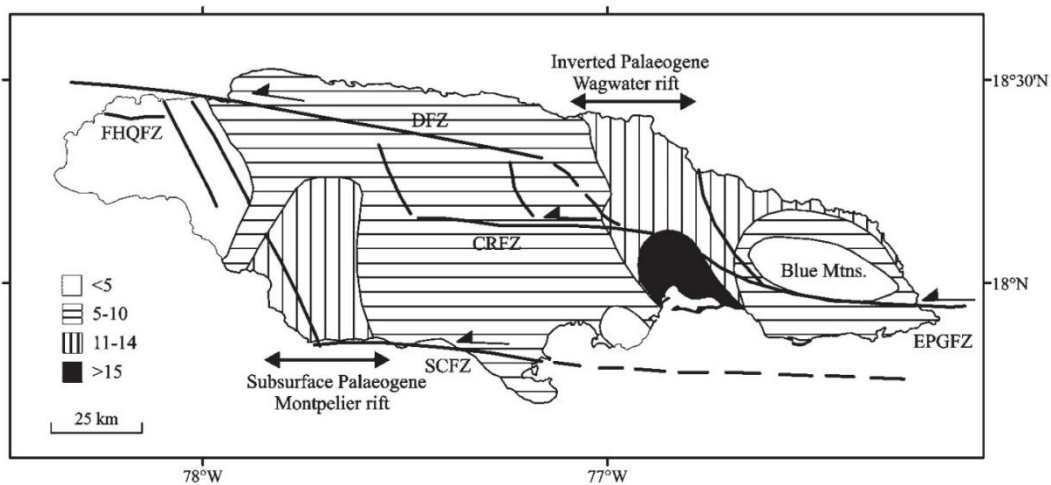 Inverted Palaeogene
Wagwater rift
18°30'N
DFZ
FHQFZ
CRFZ
Blue Mtns.
18°N
<5
5-10
11-14
>15
EPGFZ
SCFZ
Subsurface Palaeogene
Montpelier rift
25 km
78°W
77°W